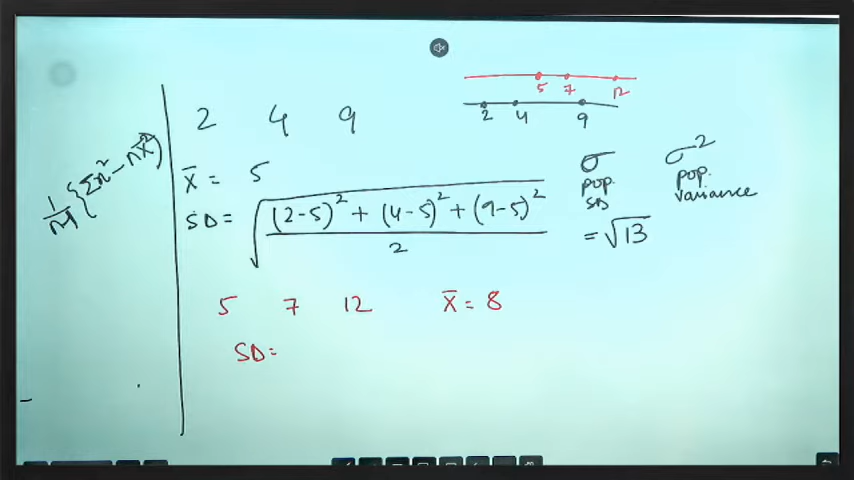 5 7 12
2 4 9
2 4 9
x̄ = 5
SD = √(((2-5)² + (4-5)² + (9-5)²) / 2)
= √13
σ σ²
pop. pop.
SD variance
{Σx² - nx̄²}
5 7 12 x̄ = 8
SD =